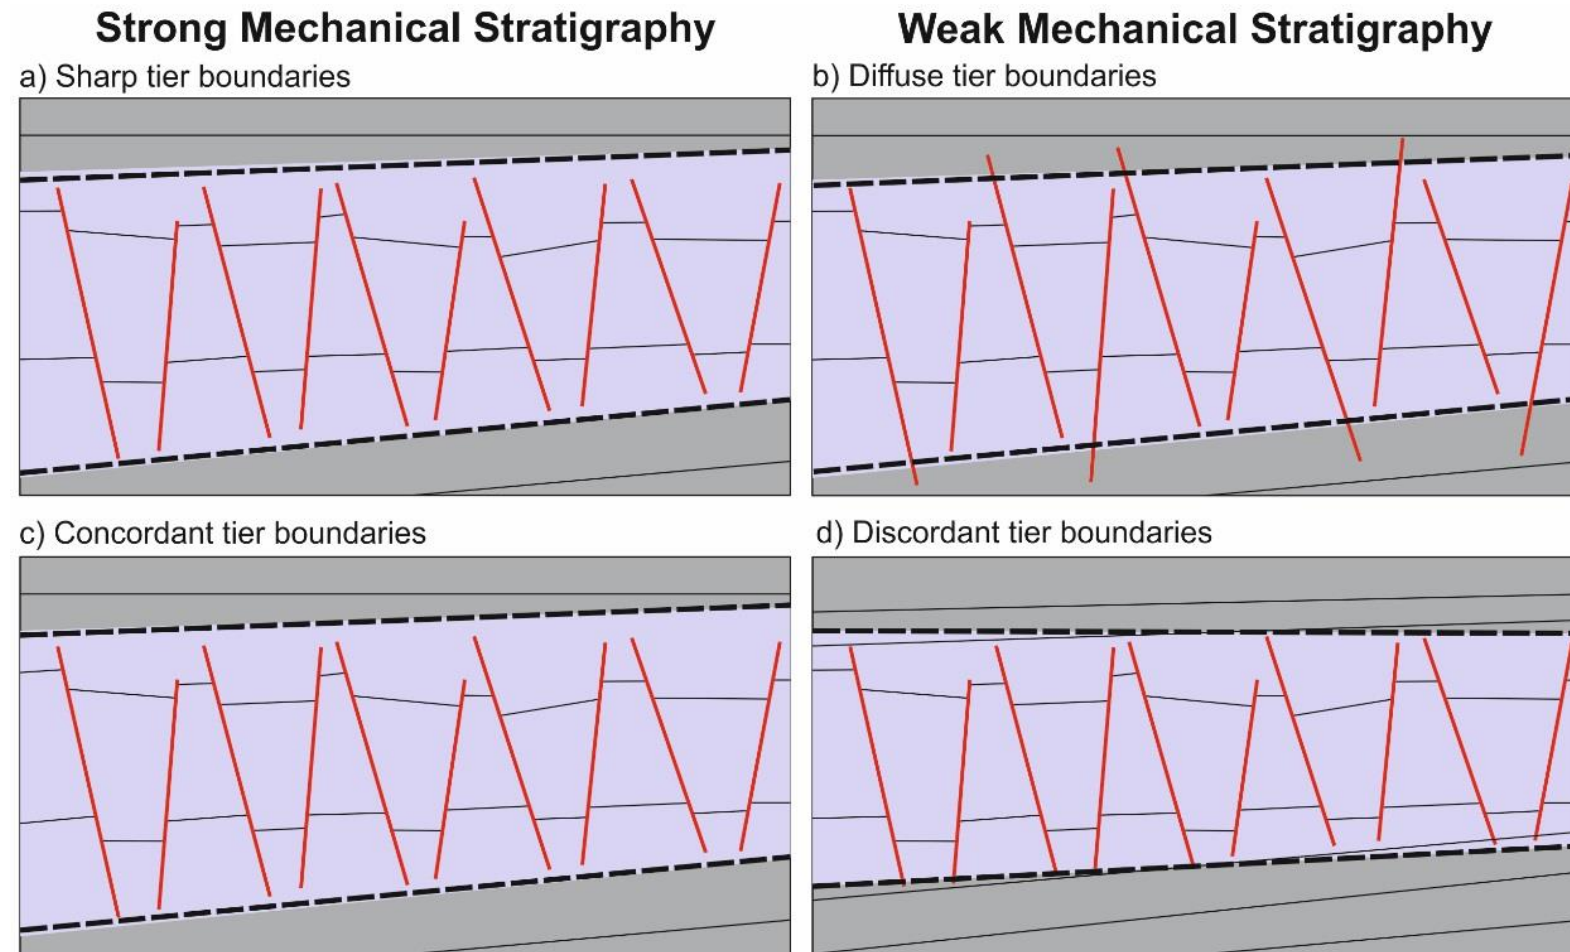 Strong Mechanical Stratigraphy
Weak Mechanical Stratigraphy
a) Sharp tier boundaries
b) Diffuse tier boundaries
c) Concordant tier boundaries
d) Discordant tier boundaries